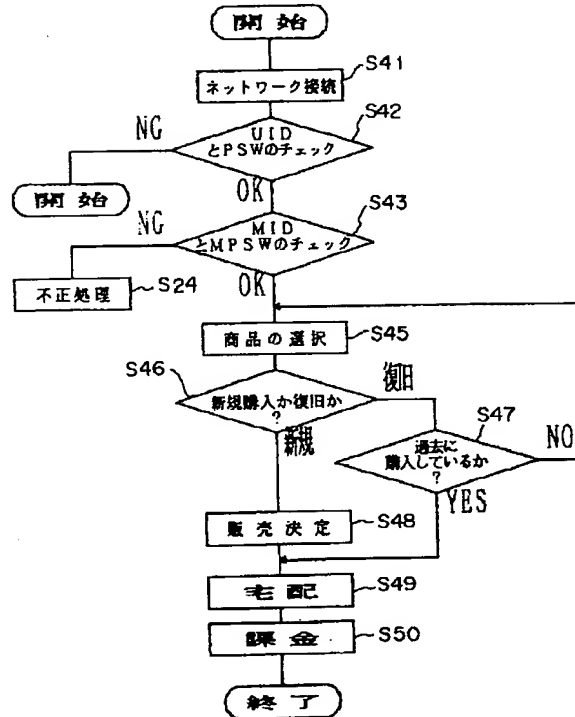 開始
S41
ネットワーク接続
S42
NG
UID
とPSWのチェック
開始
OK
S43
NG
MID
とMPSWのチェック
不正処理
S24
OK
商品の選択
S45
S46
新規購入か復旧か
?
復旧
新規
S47
過去に
購入しているか
?
NO
YES
販売決定
S48
宅配
S49
課金
S50
終了